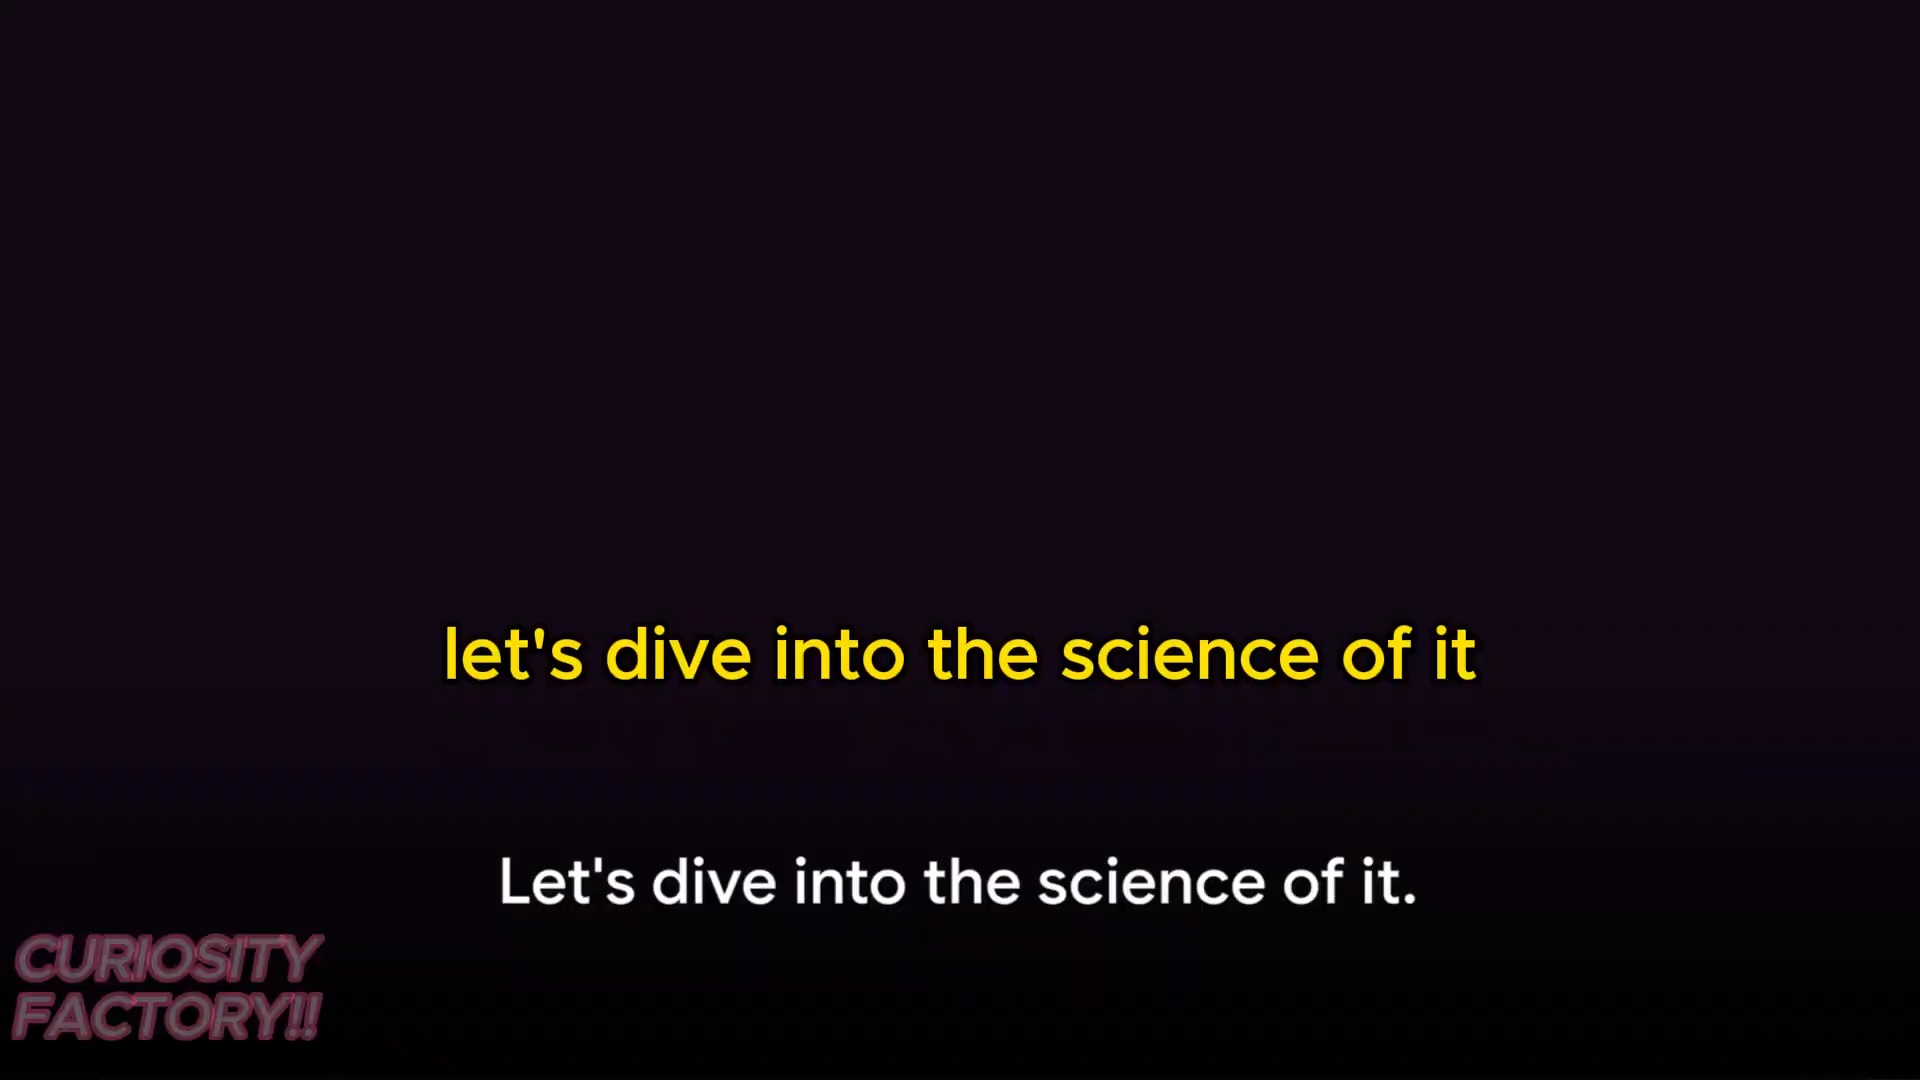 let's dive into the science of it
Let's dive into the science of it.
CURIOSITY
FACTORY!!